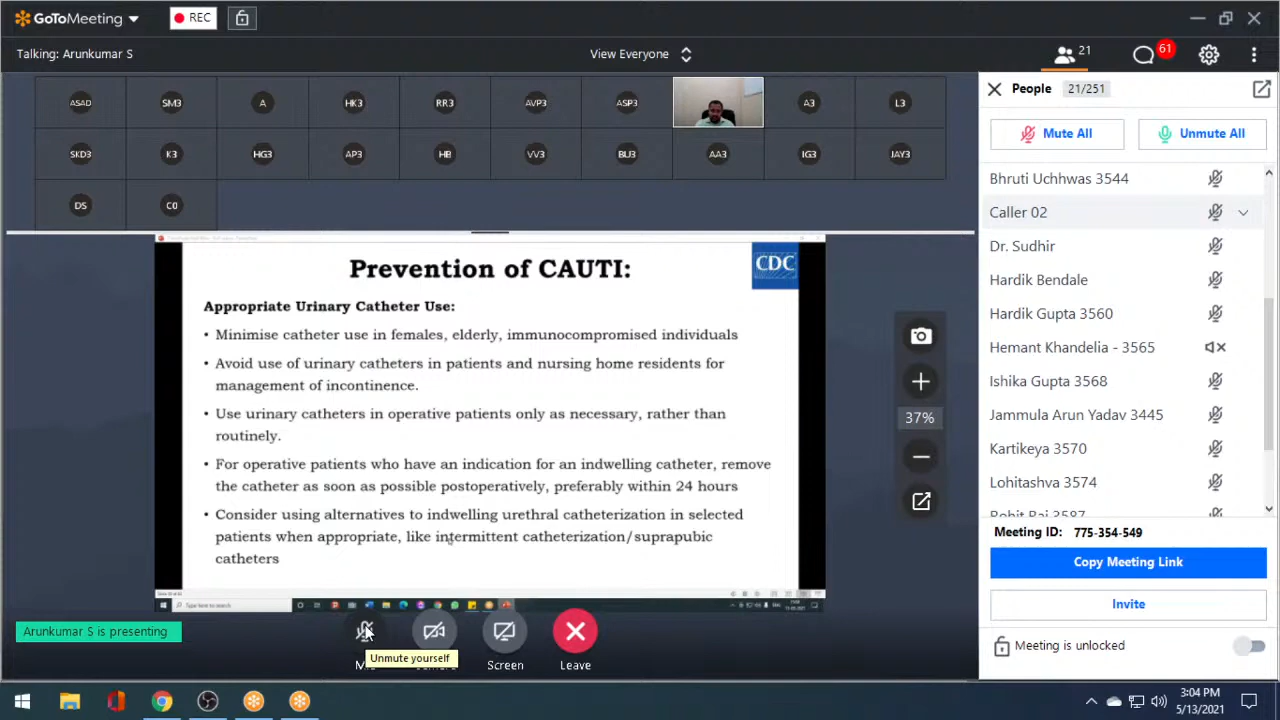 GoToMeeting
REC
Talking: Arunkumar S
View Everyone
21
61
ASAD
SM3
A
HK3
RR3
AVP3
ASP3
A3
L3
SKD3
K3
HG3
AP3
HB
VV3
BU3
AA3
IG3
JAY3
DS
C0
People 21/251
Mute All
Unmute All
Bhruti Uchhwas 3544
Caller 02
Dr. Sudhir
Hardik Bendale
Hardik Gupta 3560
Hemant Khandelia - 3565
Ishika Gupta 3568
Jammula Arun Yadav 3445
Kartikeya 3570
Lohitashva 3574
Rohit Raj 3587
Meeting ID: 775-354-549
Copy Meeting Link
Invite
Meeting is unlocked
Prevention of CAUTI:
CDC
Appropriate Urinary Catheter Use:
• Minimise catheter use in females, elderly, immunocompromised individuals
• Avoid use of urinary catheters in patients and nursing home residents for
management of incontinence.
• Use urinary catheters in operative patients only as necessary, rather than
routinely.
• For operative patients who have an indication for an indwelling catheter, remove
the catheter as soon as possible postoperatively, preferably within 24 hours
• Consider using alternatives to indwelling urethral catheterization in selected
patients when appropriate, like intermittent catheterization/suprapubic
catheters
37%
Type here to search
Arunkumar S is presenting
Unmute yourself
Screen
Leave
3:04 PM
5/13/2021